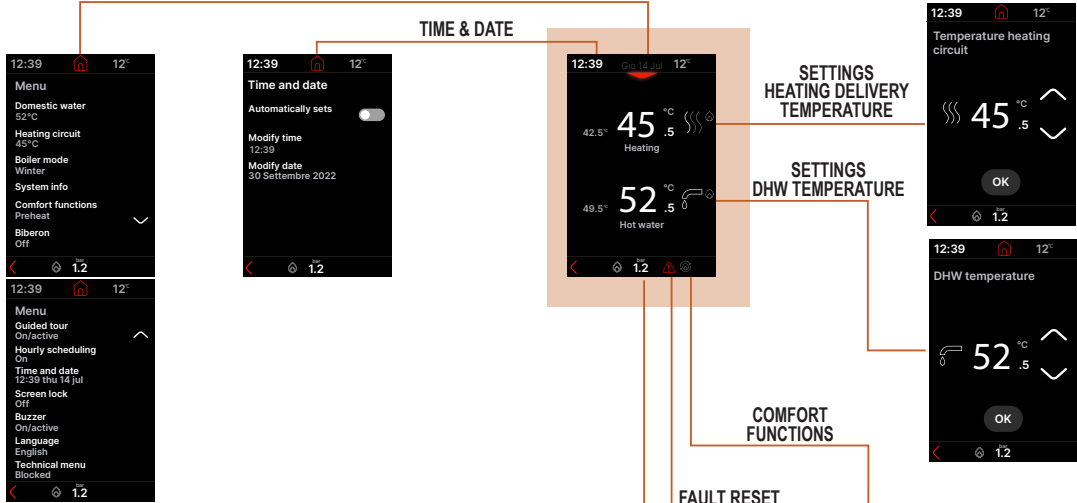 TIME & DATE
12:39 12°C
Menu
Domestic water
52°C
Heating circuit
45°C
Boiler mode
Winter
System info
Comfort functions
Preheat
Biberon
Off
bar
1.2
12:39 12°C
Menu
Guided tour
On/active
Hourly scheduling
On
Time and date
12:39 thu 14 jul
Screen lock
Off
Buzzer
On/active
Language
English
Technical menu
Blocked
1.2
12:39 12°C
Time and date
Automatically sets
Modify time
12:39
Modify date
30 Settembre 2022
bar
1.2
12:39 Gio 14 Jul 12°C
42.5° 45 °C .5
Heating
49.5° 52 °C .5
Hot water
bar
1.2
SETTINGS
HEATING DELIVERY
TEMPERATURE
SETTINGS
DHW TEMPERATURE
COMFORT
FUNCTIONS
FAULT RESET
12:39 12°C
Temperature heating
circuit
45 °C .5
OK
bar
1.2
12:39 12°C
DHW temperature
52 °C .5
OK
bar
1.2